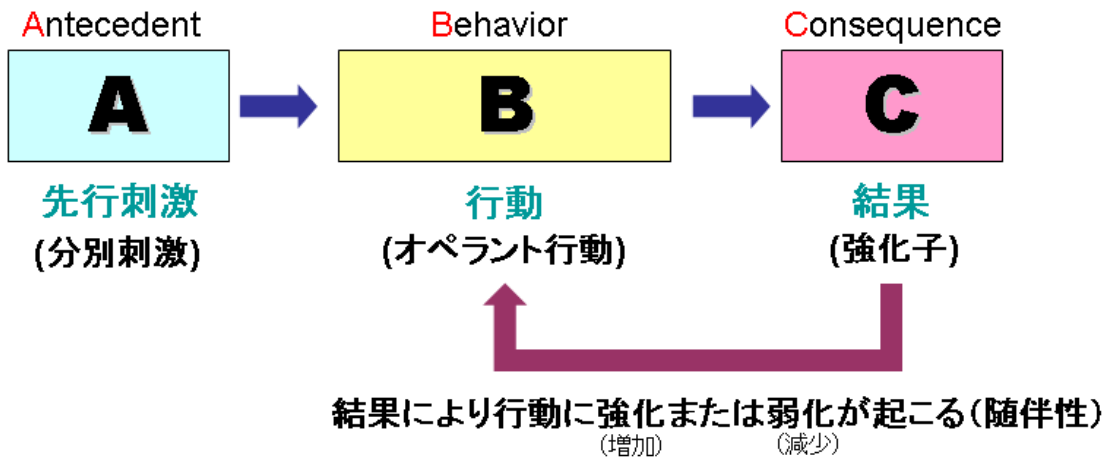 Antecedent Behavior Consequence
A B C
先行刺激 行動 結果
(分別刺激) (オペラント行動) (強化子)
結果により行動に強化または弱化が起こる(随伴性)
(増加) (減少)